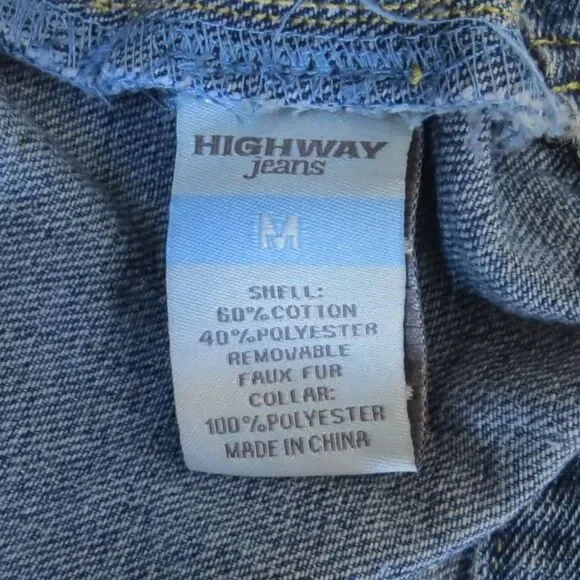 HIGHWAY
jeans
M
SHELL:
60%COTTON
40%POLYESTER
REMOVABLE
FAUX FUR
COLLAR:
100%POLYESTER
MADE IN CHINA